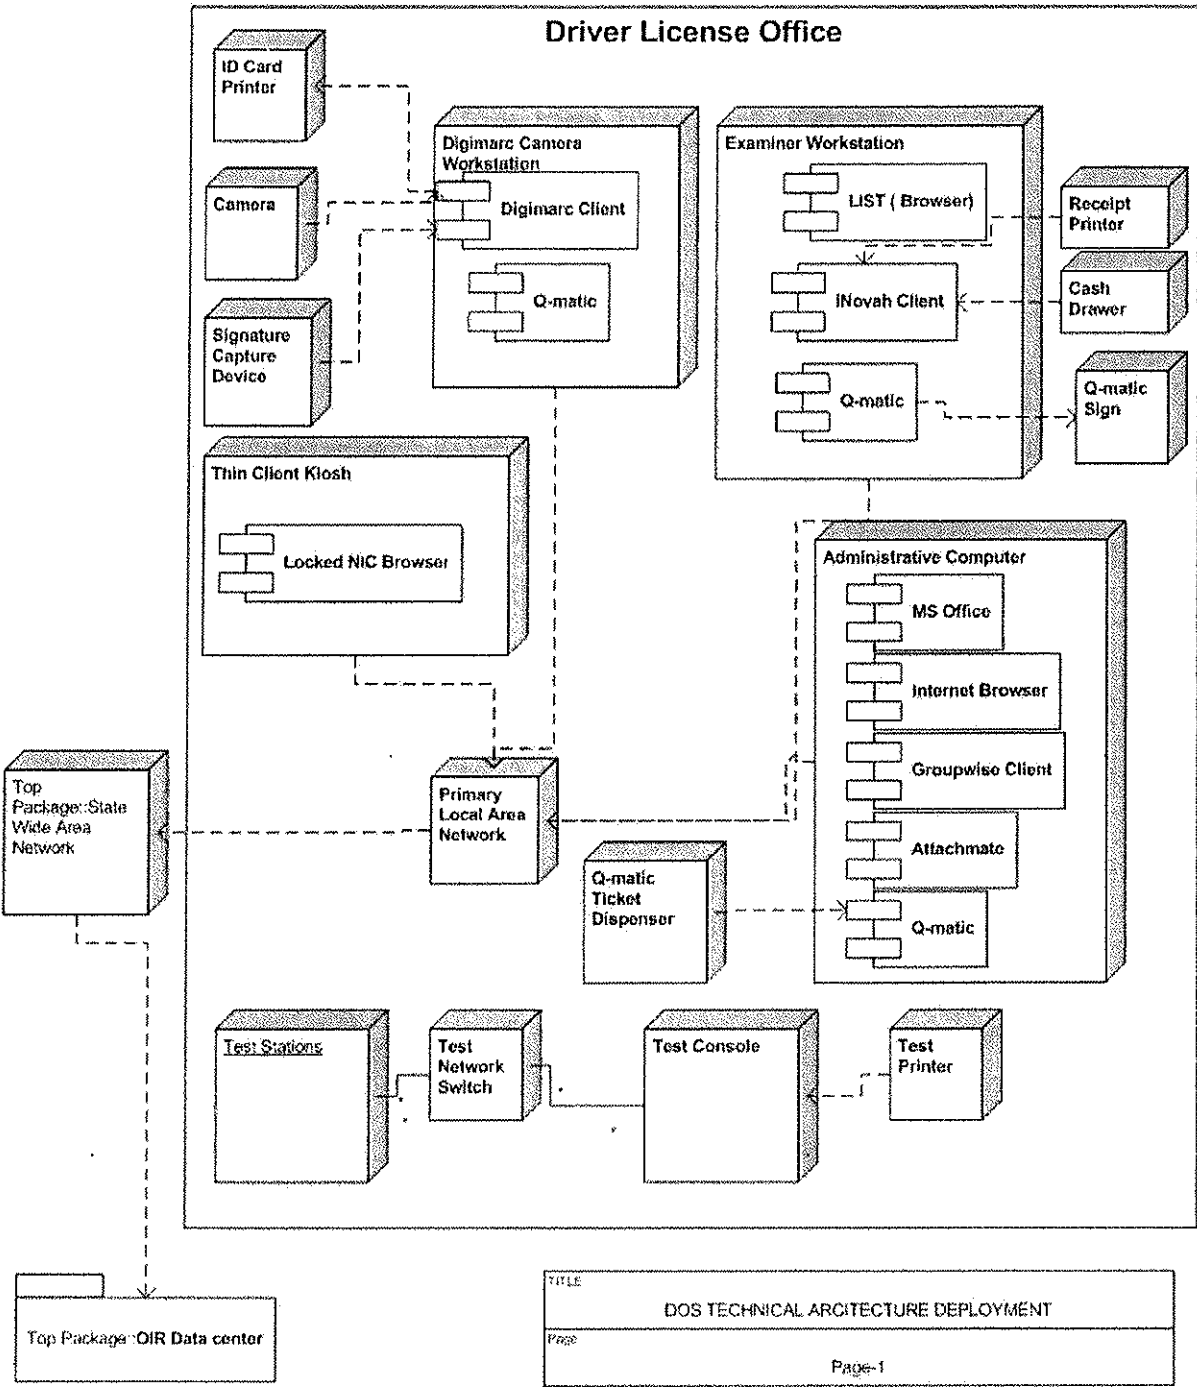 Driver License Office
ID Card
Printer
Digimarc Camera
Workstation
Digimarc Client
Q-matic
Camera
Signature
Capture
Device
Examiner Workstation
LIST ( Browser)
iNovah Client
Q-matic
Receipt
Printer
Cash
Drawer
Q-matic
Sign
Thin Client Kiosh
Locked NIC Browser
Administrative Computer
MS Office
Internet Browser
Groupwise Client
Attachmate
Q-matic
Top
Package::State
Wide Area
Network
Primary
Local Area
Network
Q-matic
Ticket
Dispenser
Test Stations
Test
Network
Switch
Test Console
Test
Printer
Top Package::OIR Data center
TITLE
DOS TECHNICAL ARCITECTURE DEPLOYMENT
Page
Page-1